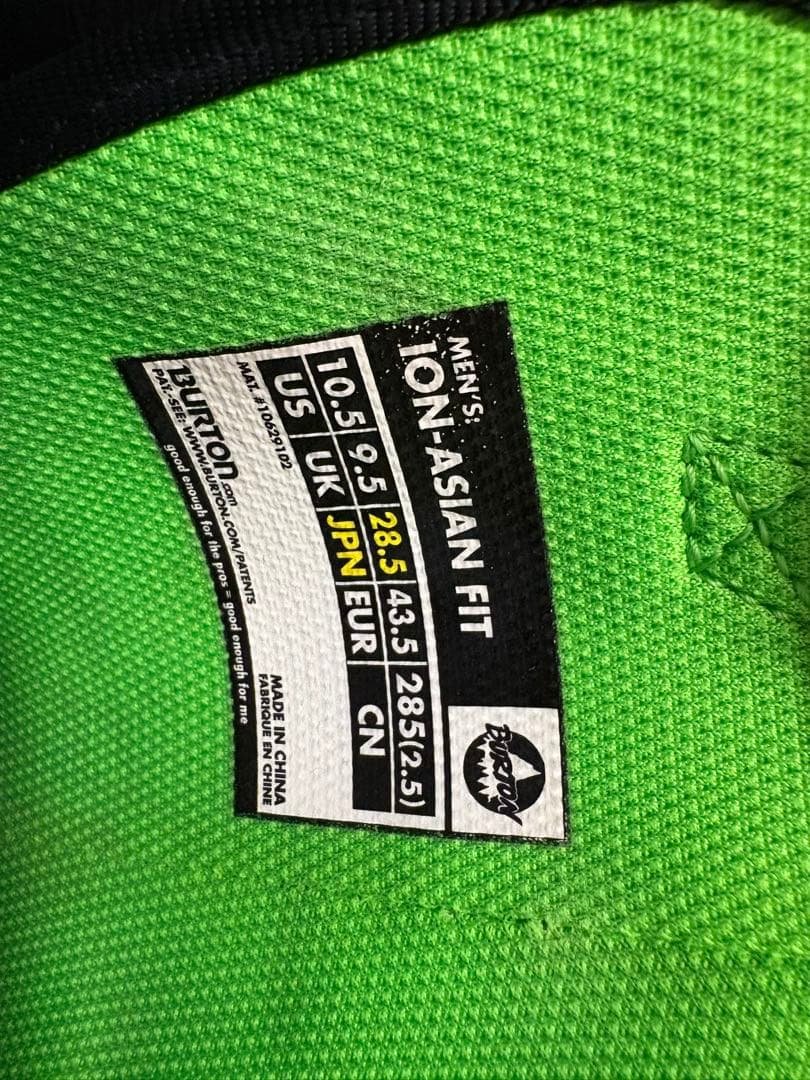 MEN'S:
ION-ASIAN FIT
BURTON
10.5 9.5 28.5 43.5 285(2.5)
US UK JPN EUR CN
MAT. #10629102
MADE IN CHINA
FABRIQUE EN CHINE
BURTON.com
PAT.-SEE: WWW.BURTON.COM/PATENTS
good enough for the pros = good enough for me